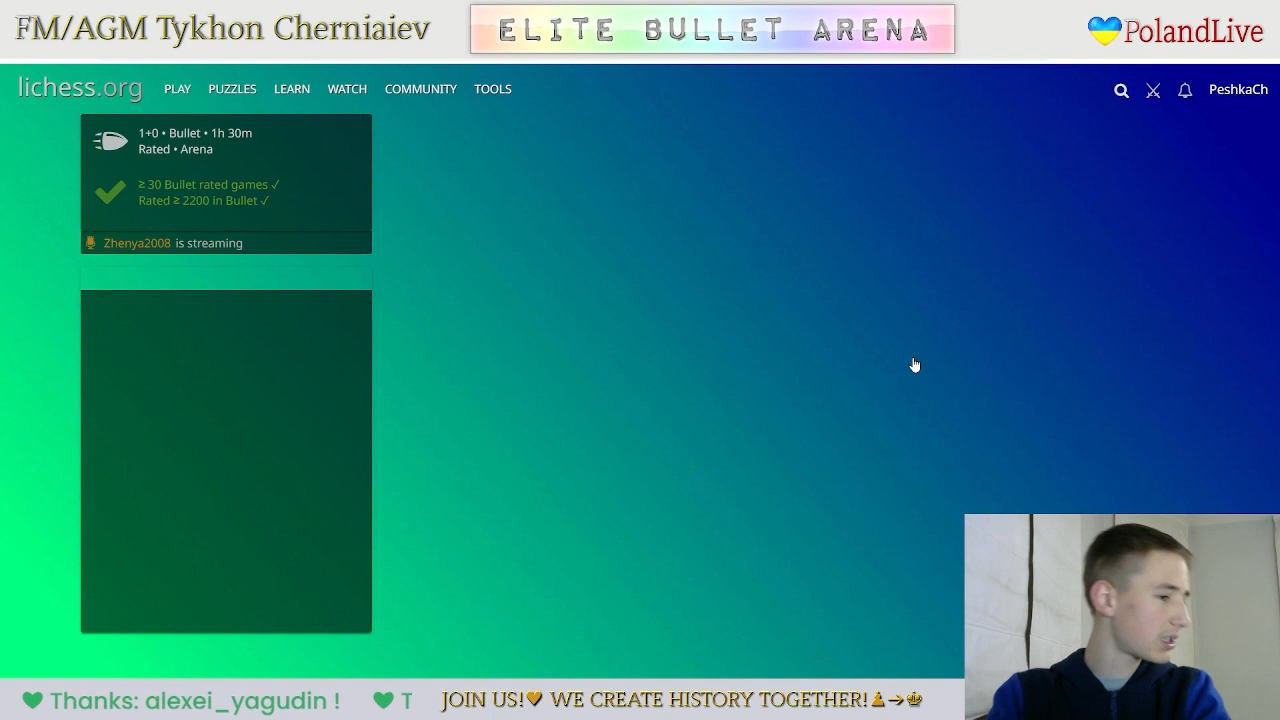 FM/AGM Tykhon Cherniaiev
ELITE BULLET ARENA
PolandLive
lichess.org PLAY PUZZLES LEARN WATCH COMMUNITY TOOLS PeshkaCh
1+0 • Bullet • 1h 30m
Rated • Arena
≥ 30 Bullet rated games ✓
Rated ≥ 2200 in Bullet ✓
Zhenya2008 is streaming
Thanks: alexei_yagudin ! T
JOIN US!🧡 WE CREATE HISTORY TOGETHER!♟→♚